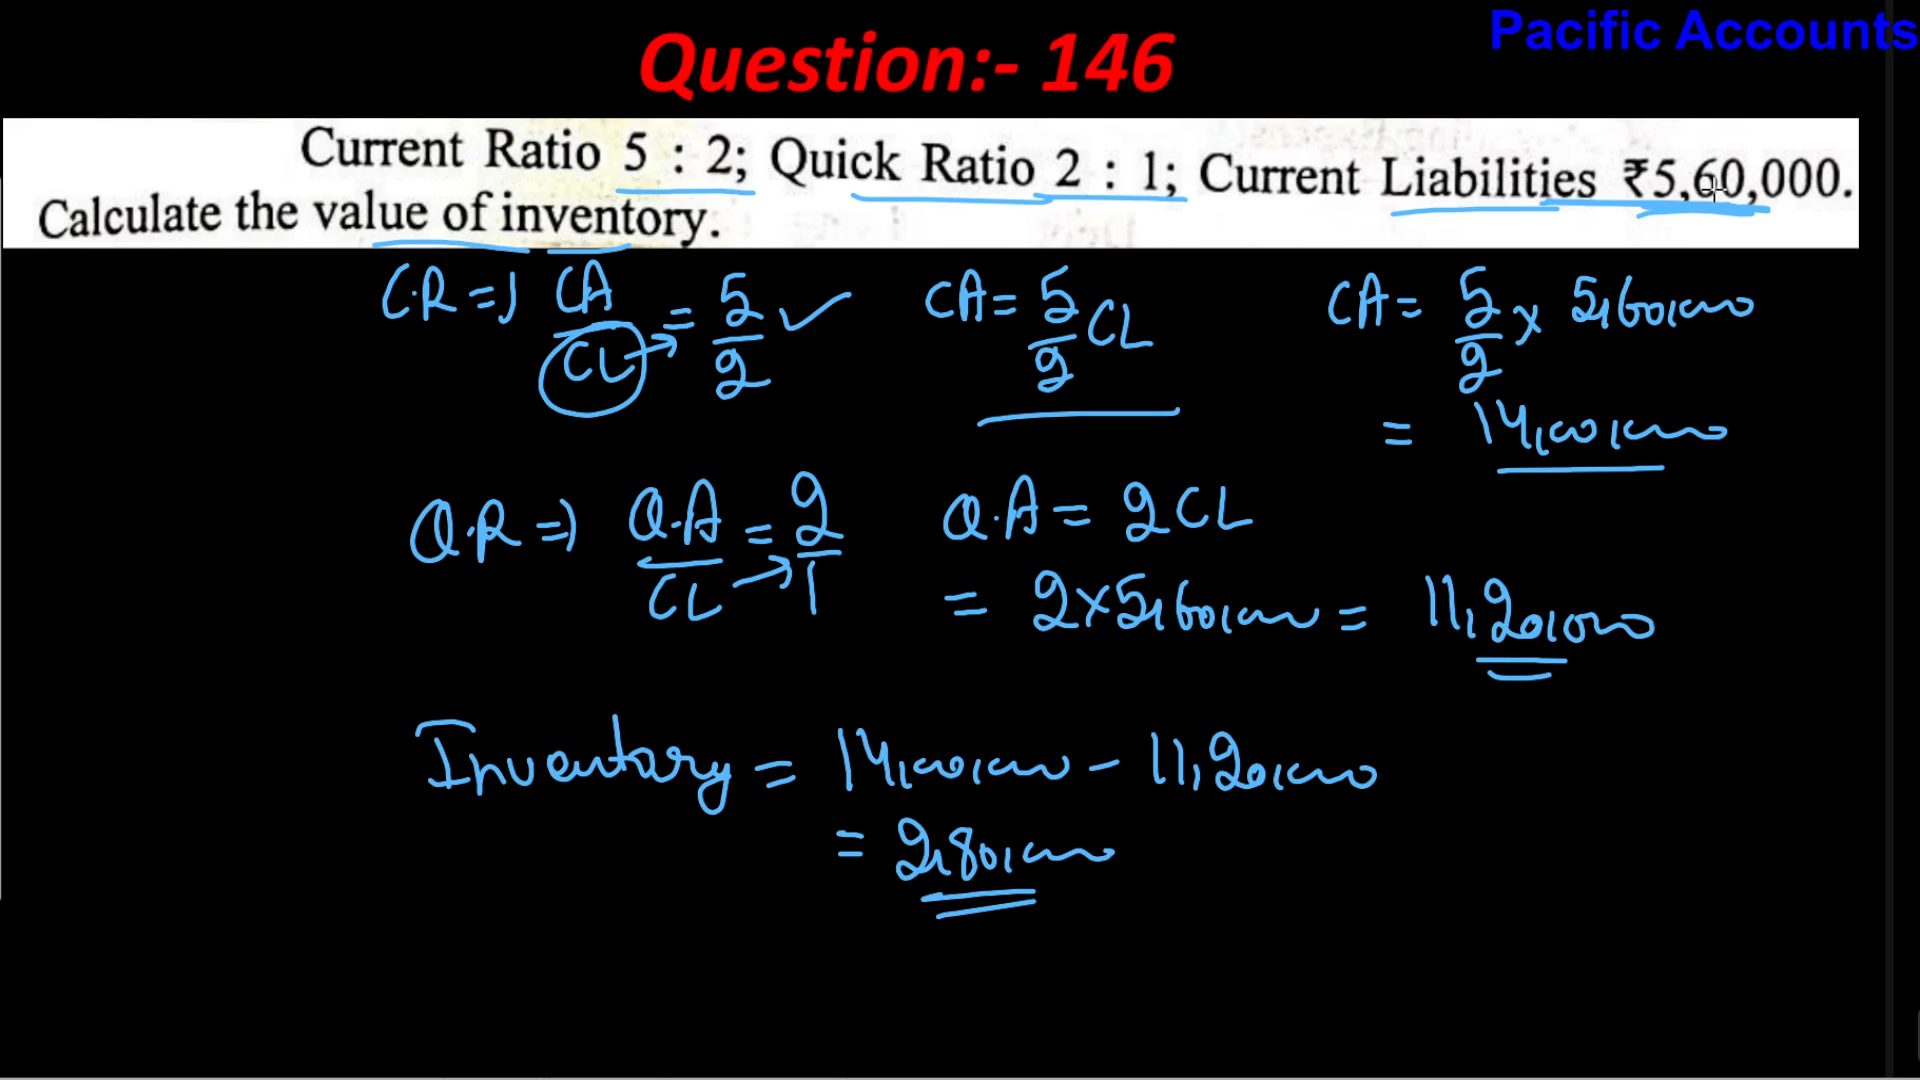 Pacific Accounts
Question:- 146
Current Ratio 5 : 2; Quick Ratio 2 : 1; Current Liabilities ₹5,60,000.
Calculate the value of inventory.
C.R => CA/CL = 5/2 CA = 5/2 CL CA = 5/2 x 5,60,000
= 14,00,000
Q.R => Q.A/CL = 2/1 Q.A = 2CL
= 2x5,60,000 = 11,20,000
Inventory = 14,00,000 - 11,20,000
= 2,80,000